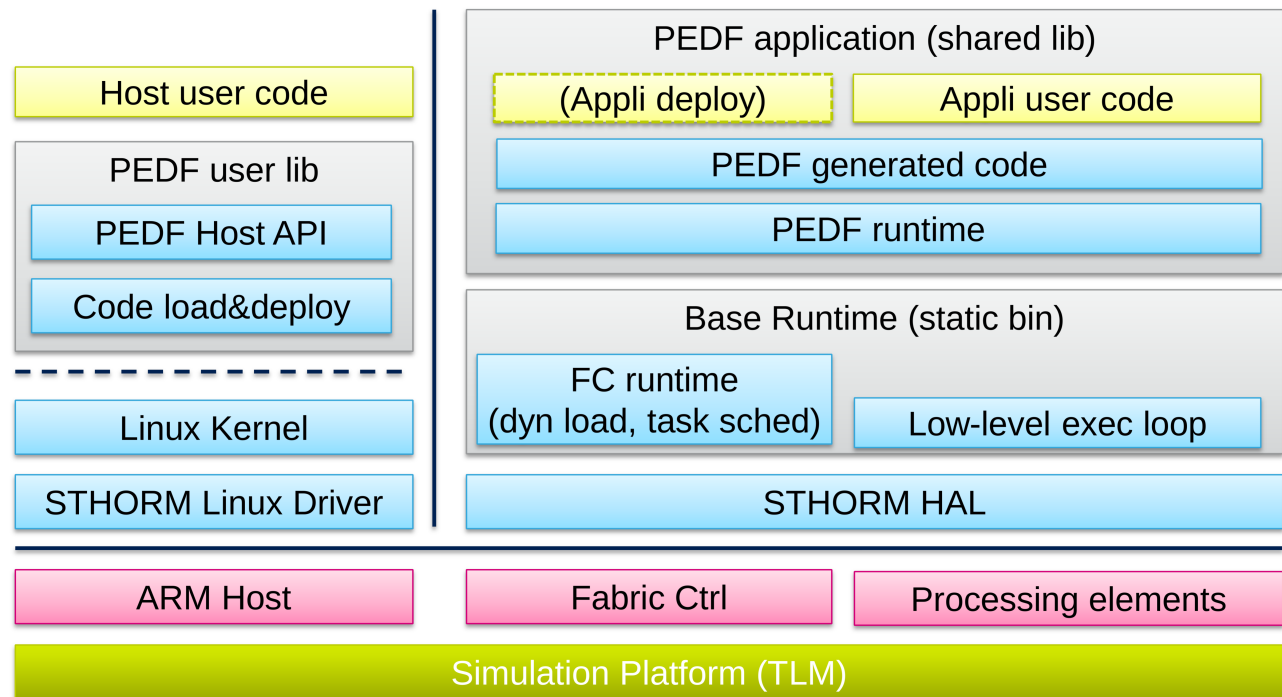 Host user code
PEDF user lib
PEDF Host API
Code load&deploy
Linux Kernel
STHORM Linux Driver
PEDF application (shared lib)
(Appli deploy)
Appli user code
PEDF generated code
PEDF runtime
Base Runtime (static bin)
FC runtime
(dyn load, task sched)
Low-level exec loop
STHORM HAL
ARM Host
Fabric Ctrl
Processing elements
Simulation Platform (TLM)